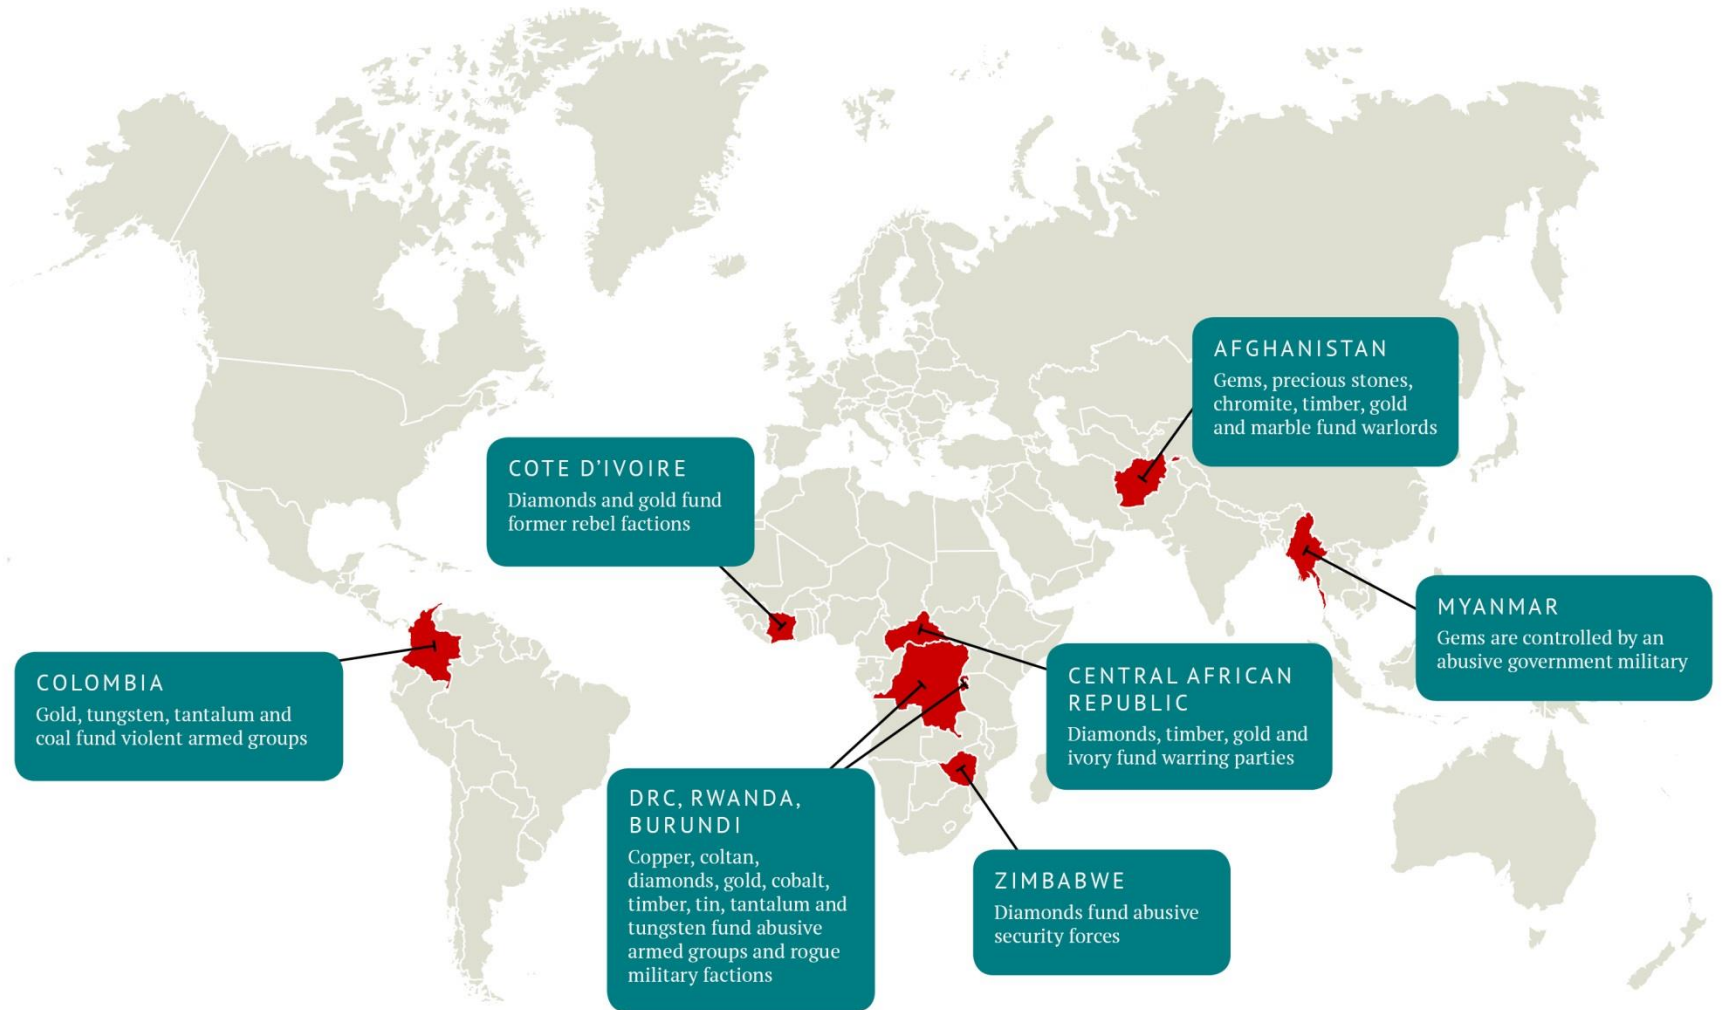 AFGHANISTAN
Gems, precious stones,
chromite, timber, gold
and marble fund warlords
COTE D'IVOIRE
Diamonds and gold fund
former rebel factions
MYANMAR
Gems are controlled by an
abusive government military
COLOMBIA
Gold, tungsten, tantalum and
coal fund violent armed groups
CENTRAL AFRICAN
REPUBLIC
Diamonds, timber, gold and
ivory fund warring parties
DRC, RWANDA,
BURUNDI
Copper, coltan,
diamonds, gold, cobalt,
timber, tin, tantalum and
tungsten fund abusive
armed groups and rogue
military factions
ZIMBABWE
Diamonds fund abusive
security forces